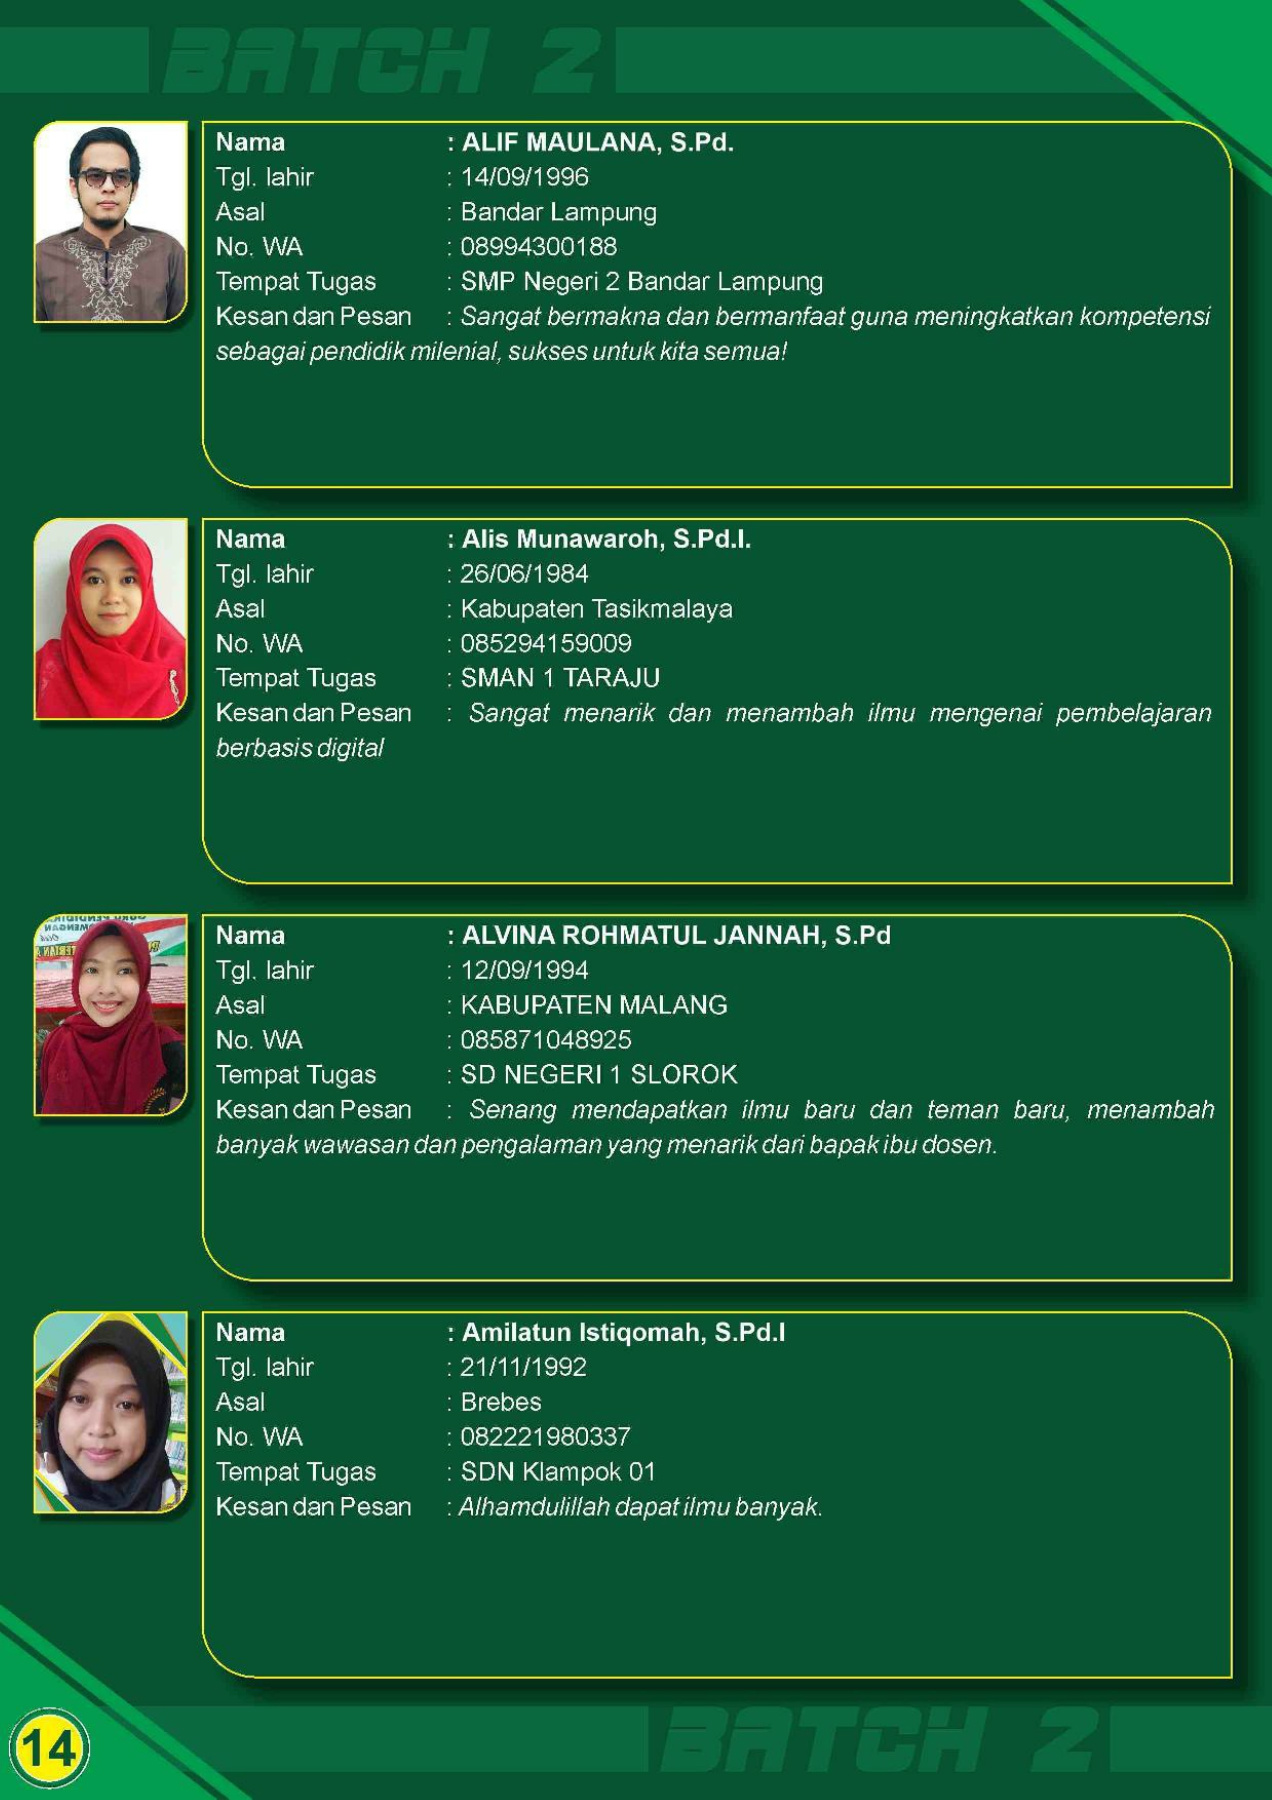 BATCH 2
Nama : ALIF MAULANA, S.Pd.
Tgl. lahir : 14/09/1996
Asal : Bandar Lampung
No. WA : 08994300188
Tempat Tugas : SMP Negeri 2 Bandar Lampung
Kesan dan Pesan : Sangat bermakna dan bermanfaat guna meningkatkan kompetensi
sebagai pendidik milenial, sukses untuk kita semua!
Nama : Alis Munawaroh, S.Pd.I.
Tgl. lahir : 26/06/1984
Asal : Kabupaten Tasikmalaya
No. WA : 085294159009
Tempat Tugas : SMAN 1 TARAJU
Kesan dan Pesan : Sangat menarik dan menambah ilmu mengenai pembelajaran
berbasis digital
Nama : ALVINA ROHMATUL JANNAH, S.Pd
Tgl. lahir : 12/09/1994
Asal : KABUPATEN MALANG
No. WA : 085871048925
Tempat Tugas : SD NEGERI 1 SLOROK
Kesan dan Pesan : Senang mendapatkan ilmu baru dan teman baru, menambah
banyak wawasan dan pengalaman yang menarik dari bapak ibu dosen.
Nama : Amilatun Istiqomah, S.Pd.I
Tgl. lahir : 21/11/1992
Asal : Brebes
No. WA : 082221980337
Tempat Tugas : SDN Klampok 01
Kesan dan Pesan : Alhamdulillah dapat ilmu banyak.
14
BATCH 2